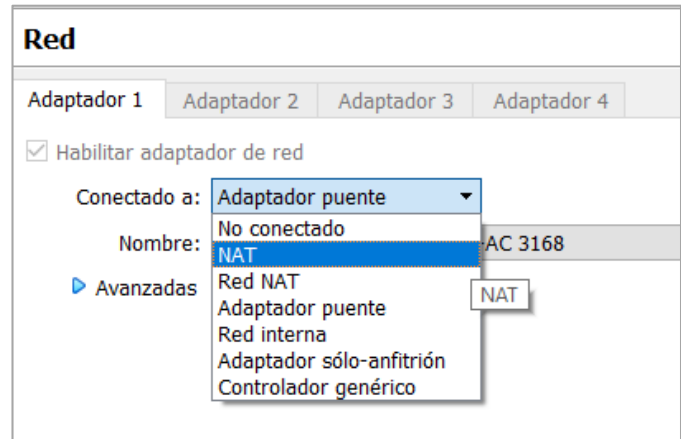 Red
Adaptador 1 Adaptador 2 Adaptador 3 Adaptador 4
Habilitar adaptador de red
Conectado a: Adaptador puente
No conectado
Nombre: AC 3168
NAT
Avanzadas Red NAT
NAT
Adaptador puente
Red interna
Adaptador sólo-anfitrión
Controlador genérico